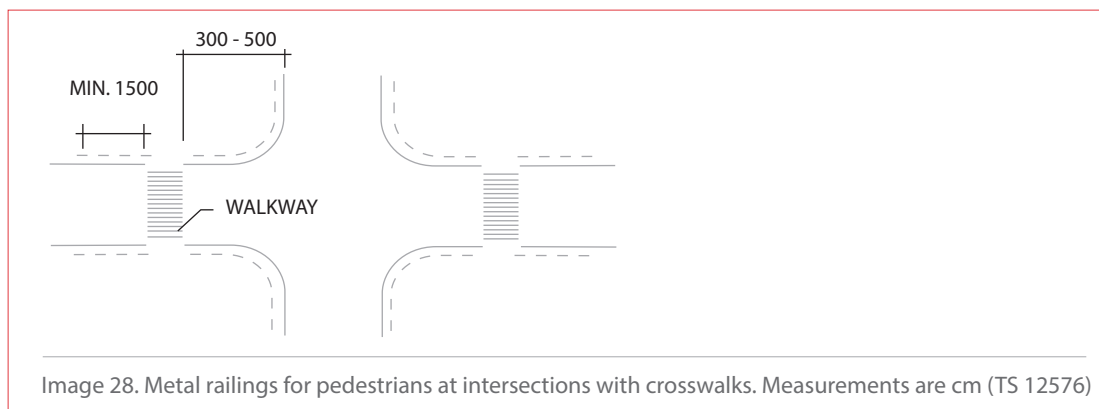 300 - 500
MIN. 1500
WALKWAY
Image 28. Metal railings for pedestrians at intersections with crosswalks. Measurements are cm (TS 12576)